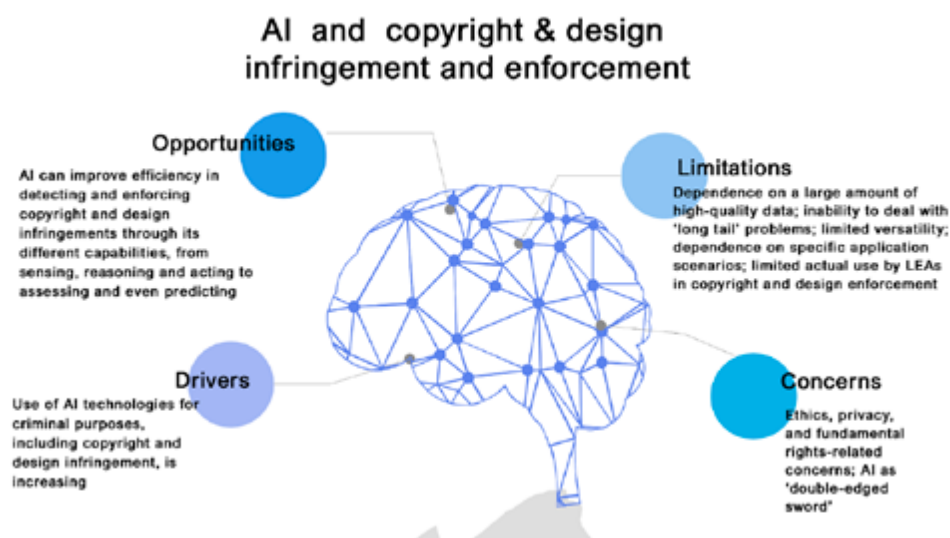 AI and copyright & design
infringement and enforcement
Opportunities
AI can improve efficiency in
detecting and enforcing
copyright and design
infringements through its
different capabilities, from
sensing, reasoning and acting to
assessing and even predicting
Limitations
Dependence on a large amount of
high-quality data; inability to deal with
'long tail' problems; limited versatility;
dependence on specific application
scenarios; limited actual use by LEAs
in copyright and design enforcement
Drivers
Use of AI technologies for
criminal purposes,
including copyright and
design infringement, is
increasing
Concerns
Ethics, privacy,
and fundamental
rights-related
concerns; AI as
'double-edged
sword'